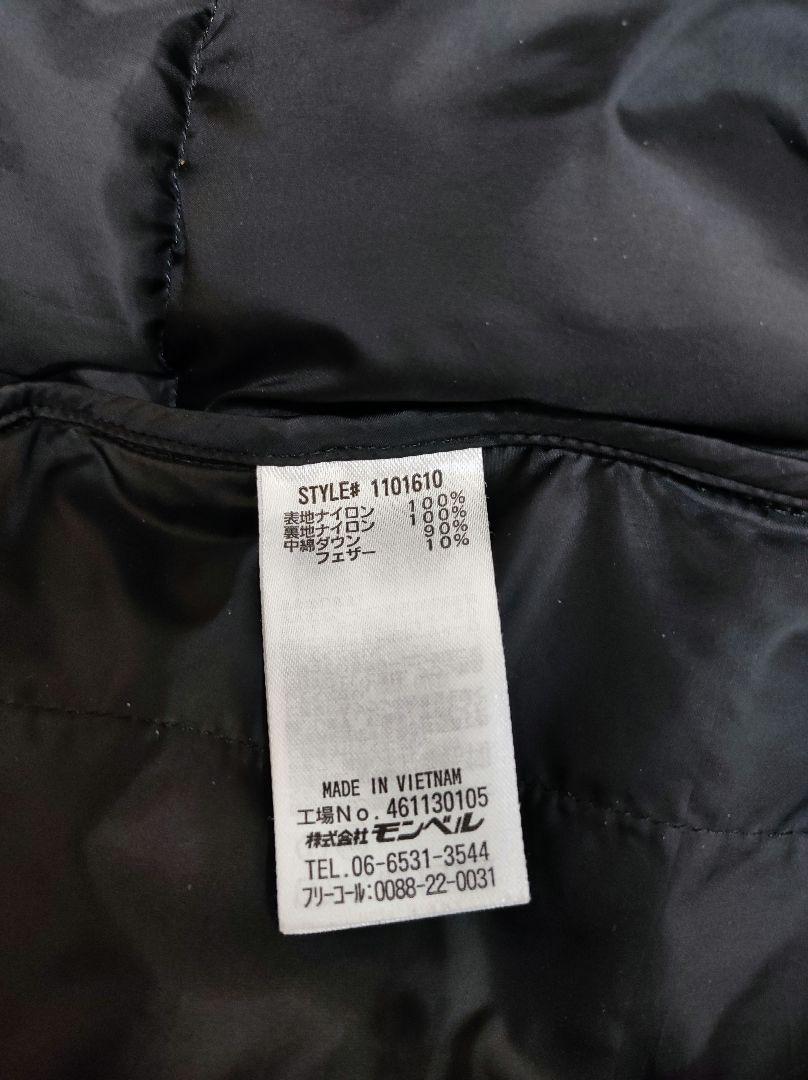 STYLE# 1101610
表地ナイロン 100%
裏地ナイロン 100%
中綿ダウン 90%
フェザー 10%
MADE IN VIETNAM
工場No.461130105
株式会社モンベル
TEL.06-6531-3544
フリーコール:0088-22-0031